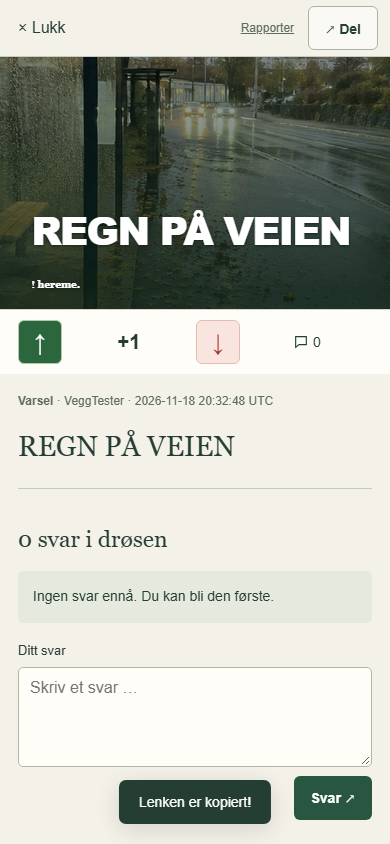 × Lukk
Rapporter
↗ Del
REGN PÅ VEIEN
! hereme.
↑ +1 ↓ 0
Varsel · VeggTester · 2026-11-18 20:32:48 UTC
REGN PÅ VEIEN
0 svar i drøsen
Ingen svar ennå. Du kan bli den første.
Ditt svar
Skriv et svar …
Lenken er kopiert!
Svar ↗